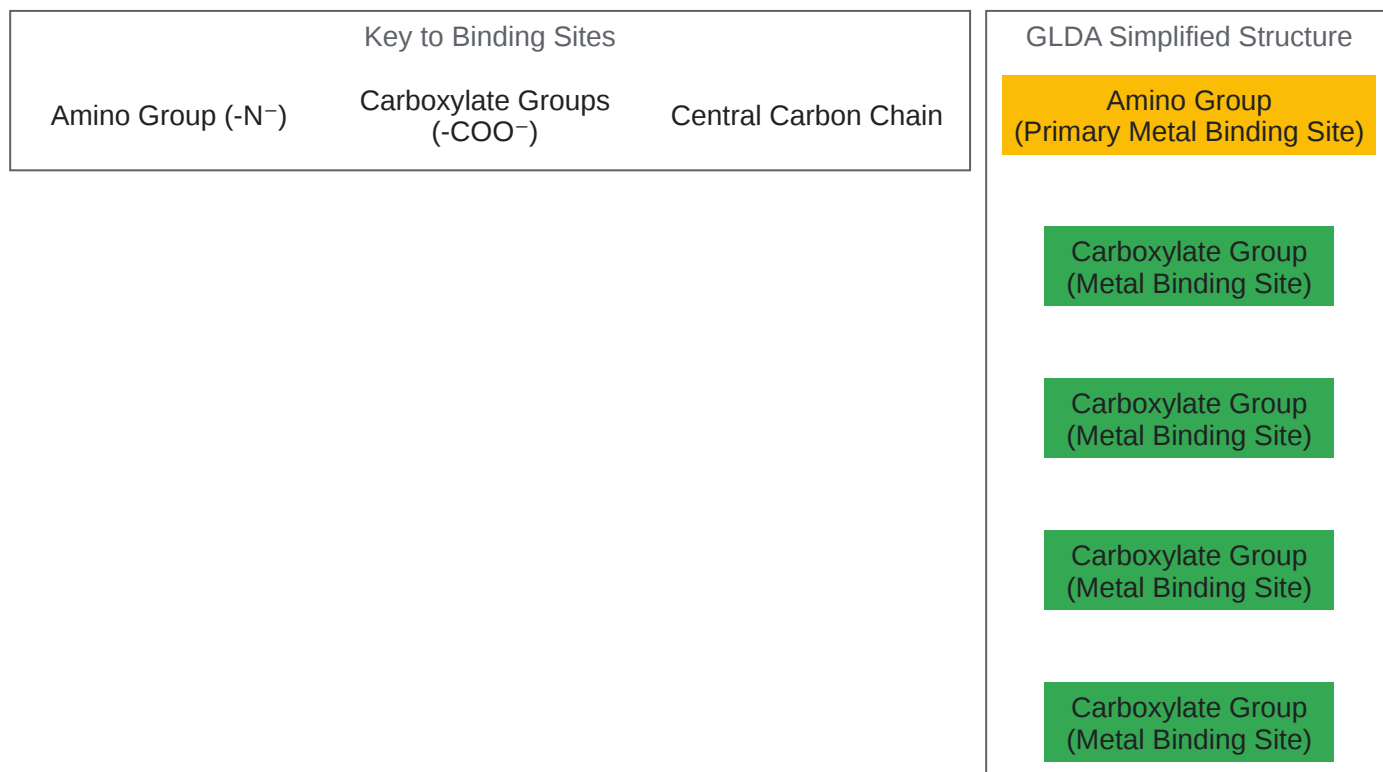 Key to Binding Sites
Amino Group (-N⁻)
Carboxylate Groups
(-COO⁻)
Central Carbon Chain
GLDA Simplified Structure
Amino Group
(Primary Metal Binding Site)
Carboxylate Group
(Metal Binding Site)
Carboxylate Group
(Metal Binding Site)
Carboxylate Group
(Metal Binding Site)
Carboxylate Group
(Metal Binding Site)